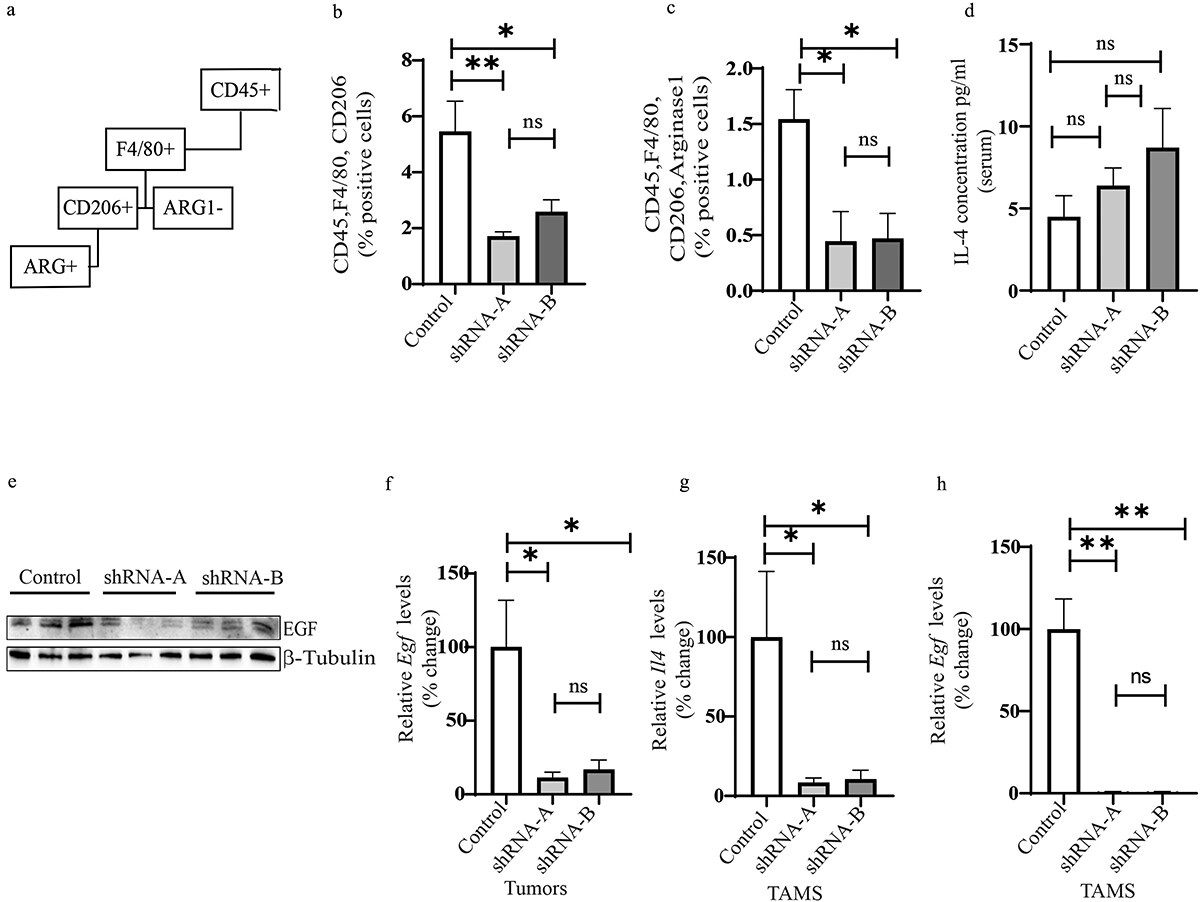 a
CD45+
F4/80+
CD206+
ARG1-
ARG+
b
CD45,F4/80, CD206
(% positive cells)
8
6
4
2
0
*
**
ns
Control
shRNA-A
shRNA-B
c
CD45,F4/80,
CD206,Arginase1
(% positive cells)
2.0
1.5
1.0
0.5
0.0
*
*
ns
Control
shRNA-A
shRNA-B
d
IL-4 concentration pg/ml
(serum)
15
10
5
0
ns
ns
ns
Control
shRNA-A
shRNA-B
e
Control shRNA-A shRNA-B
EGF
β-Tubulin
f
Relative Egf levels
(% change)
150
100
50
0
*
*
ns
Control
shRNA-A
shRNA-B
Tumors
g
Relative Il4 levels
(% change)
150
100
50
0
*
*
ns
Control
shRNA-A
shRNA-B
TAMS
h
Relative Egf levels
(% change)
150
100
50
0
**
**
ns
Control
shRNA-A
shRNA-B
TAMS